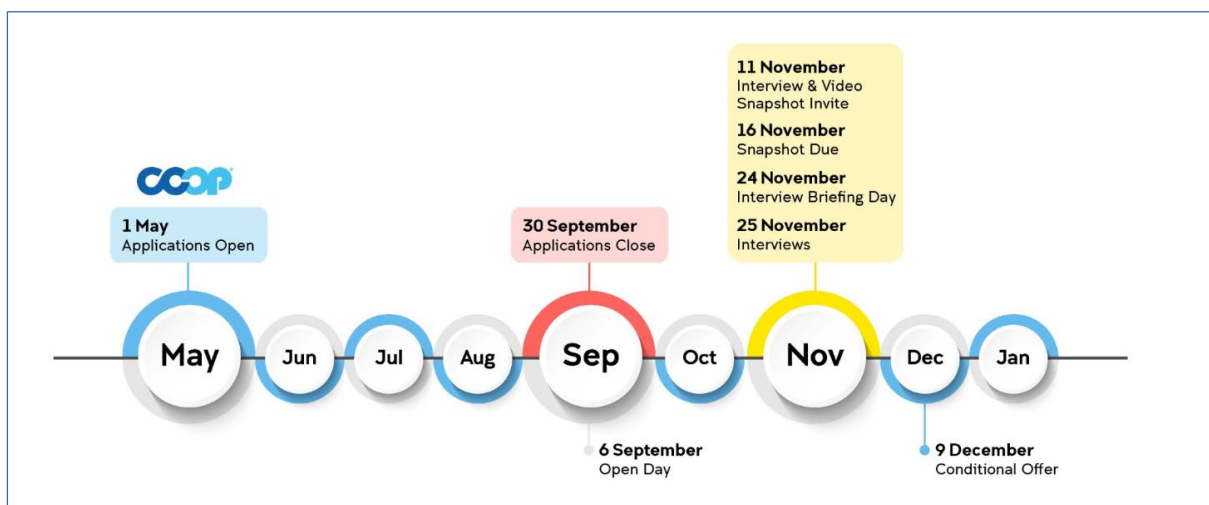 COOP
1 May
Applications Open
30 September
Applications Close
11 November
Interview & Video
Snapshot Invite
16 November
Snapshot Due
24 November
Interview Briefing Day
25 November
Interviews
May
Jun
Jul
Aug
Sep
Oct
Nov
Dec
Jan
6 September
Open Day
9 December
Conditional Offer